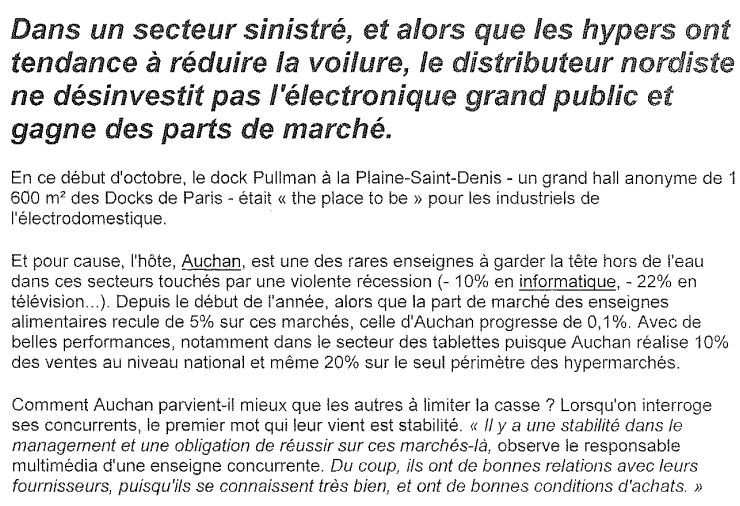 Dans un secteur sinistré, et alors que les hypers ont
tendance à réduire la voilure, le distributeur nordiste
ne désinvestit pas l'électronique grand public et
gagne des parts de marché.
En ce début d'octobre, le dock Pullman à la Plaine-Saint-Denis - un grand hall anonyme de 1
600 m² des Docks de Paris - était « the place to be » pour les industriels de
l'électrodomestique.
Et pour cause, l'hôte, Auchan, est une des rares enseignes à garder la tête hors de l'eau
dans ces secteurs touchés par une violente récession (- 10% en informatique, - 22% en
télévision...). Depuis le début de l'année, alors que la part de marché des enseignes
alimentaires recule de 5% sur ces marchés, celle d'Auchan progresse de 0,1%. Avec de
belles performances, notamment dans le secteur des tablettes puisque Auchan réalise 10%
des ventes au niveau national et même 20% sur le seul périmètre des hypermarchés.
Comment Auchan parvient-il mieux que les autres à limiter la casse ? Lorsqu'on interroge
ses concurrents, le premier mot qui leur vient est stabilité. « Il y a une stabilité dans le
management et une obligation de réussir sur ces marchés-là, observe le responsable
multimédia d'une enseigne concurrente. Du coup, ils ont de bonnes relations avec leurs
fournisseurs, puisqu'ils se connaissent très bien, et ont de bonnes conditions d'achats. »